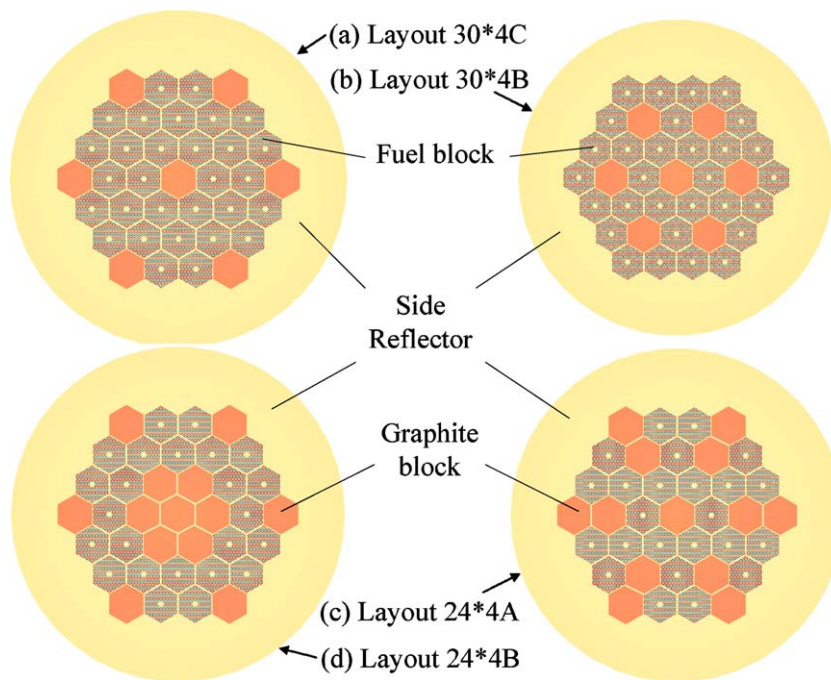 (a) Layout 30*4C
(b) Layout 30*4B
Fuel block
Side
Reflector
Graphite
block
(c) Layout 24*4A
(d) Layout 24*4B